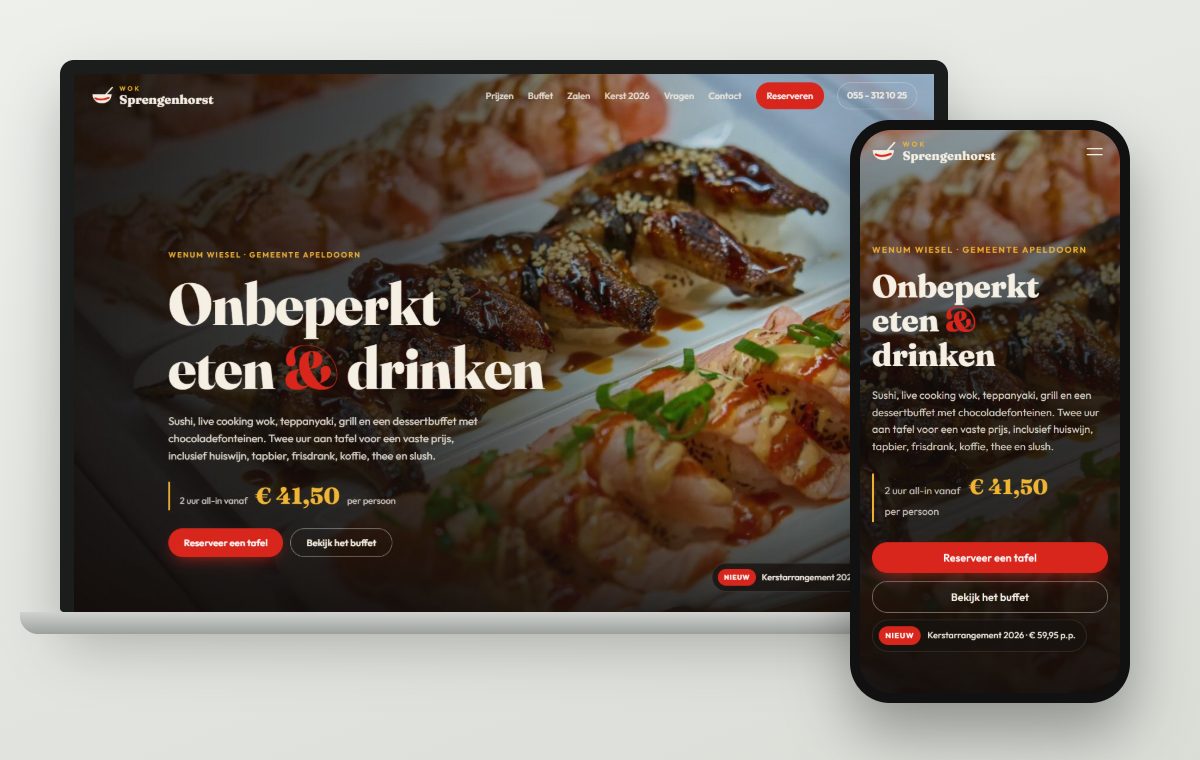 WOK
Sprengenhorst
Prijzen Buffet Zalen Kerst 2026 Vragen Contact Reserveren 055 - 312 10 25
WENUM WIESEL · GEMEENTE APELDOORN
Onbeperkt
eten & drinken
Sushi, live cooking wok, teppanyaki, grill en een dessertbuffet met
chocoladefonteinen. Twee uur aan tafel voor een vaste prijs,
inclusief huiswijn, tapbier, frisdrank, koffie, thee en slush.
2 uur all-in vanaf € 41,50 per persoon
Reserveer een tafel Bekijk het buffet
NIEUW Kerstarrangement 202
WOK
Sprengenhorst
WENUM WIESEL · GEMEENTE APELDOORN
Onbeperkt
eten &
drinken
Sushi, live cooking wok, teppanyaki, grill en een
dessertbuffet met chocoladefonteinen. Twee uur
aan tafel voor een vaste prijs, inclusief huiswijn,
tapbier, frisdrank, koffie, thee en slush.
2 uur all-in vanaf € 41,50
per persoon
Reserveer een tafel
Bekijk het buffet
NIEUW Kerstarrangement 2026 · € 59,95 p.p.